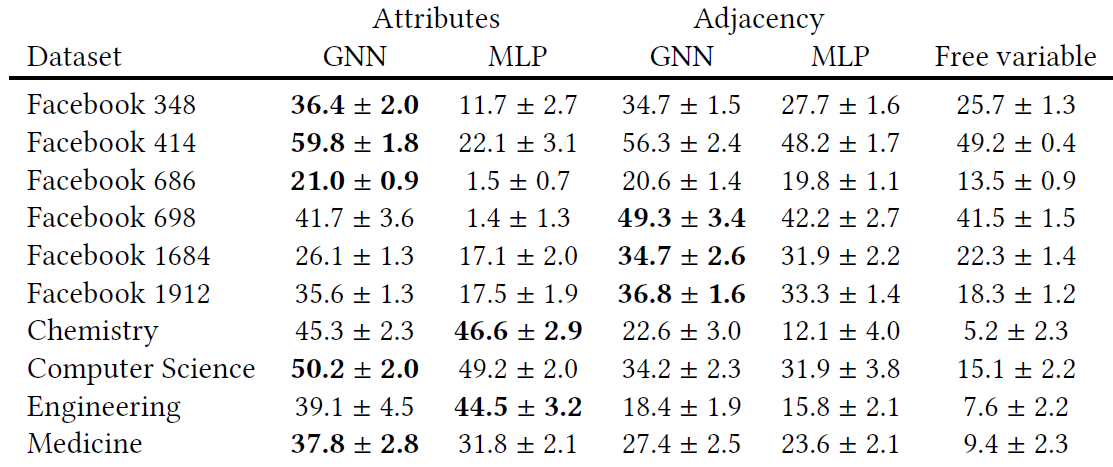 Attributes Adjacency
Dataset GNN MLP GNN MLP Free variable
Facebook 348 36.4 ± 2.0 11.7 ± 2.7 34.7 ± 1.5 27.7 ± 1.6 25.7 ± 1.3
Facebook 414 59.8 ± 1.8 22.1 ± 3.1 56.3 ± 2.4 48.2 ± 1.7 49.2 ± 0.4
Facebook 686 21.0 ± 0.9 1.5 ± 0.7 20.6 ± 1.4 19.8 ± 1.1 13.5 ± 0.9
Facebook 698 41.7 ± 3.6 1.4 ± 1.3 49.3 ± 3.4 42.2 ± 2.7 41.5 ± 1.5
Facebook 1684 26.1 ± 1.3 17.1 ± 2.0 34.7 ± 2.6 31.9 ± 2.2 22.3 ± 1.4
Facebook 1912 35.6 ± 1.3 17.5 ± 1.9 36.8 ± 1.6 33.3 ± 1.4 18.3 ± 1.2
Chemistry 45.3 ± 2.3 46.6 ± 2.9 22.6 ± 3.0 12.1 ± 4.0 5.2 ± 2.3
Computer Science 50.2 ± 2.0 49.2 ± 2.0 34.2 ± 2.3 31.9 ± 3.8 15.1 ± 2.2
Engineering 39.1 ± 4.5 44.5 ± 3.2 18.4 ± 1.9 15.8 ± 2.1 7.6 ± 2.2
Medicine 37.8 ± 2.8 31.8 ± 2.1 27.4 ± 2.5 23.6 ± 2.1 9.4 ± 2.3